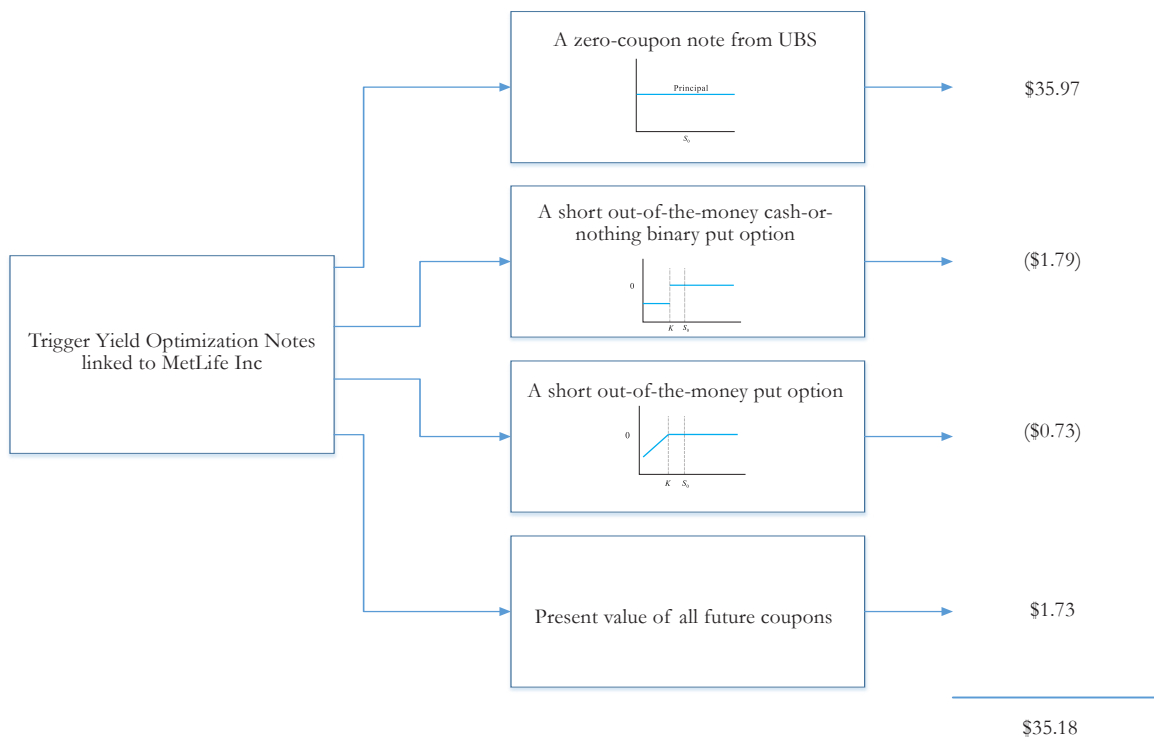 Trigger Yield Optimization Notes
linked to MetLife Inc
A zero-coupon note from UBS
Principal
S₀
$35.97
A short out-of-the-money cash-or-
nothing binary put option
0
K S₀
($1.79)
A short out-of-the-money put option
0
K S₀
($0.73)
Present value of all future coupons
$1.73
$35.18